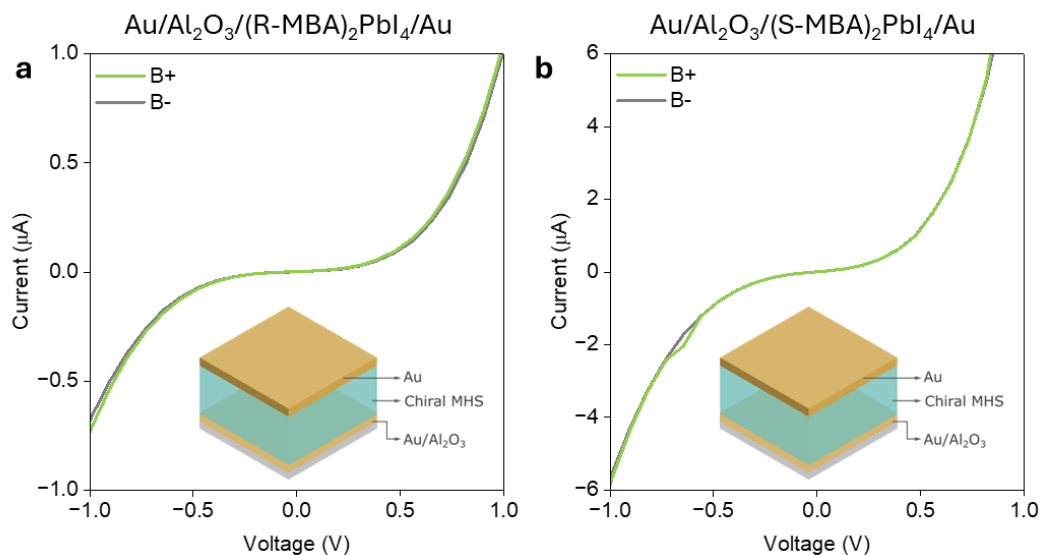 Au/Al₂O₃/(R-MBA)₂PbI₄/Au
a
B+
B-
Current (μA)
1.0
0.5
0.0
−0.5
−1.0
Au
Chiral MHS
Au/Al₂O₃
−1.0 −0.5 0.0 0.5 1.0
Voltage (V)
Au/Al₂O₃/(S-MBA)₂PbI₄/Au
b
B+
B-
Current (μA)
6
4
2
0
−2
−4
−6
Au
Chiral MHS
Au/Al₂O₃
−1.0 −0.5 0.0 0.5 1.0
Voltage (V)